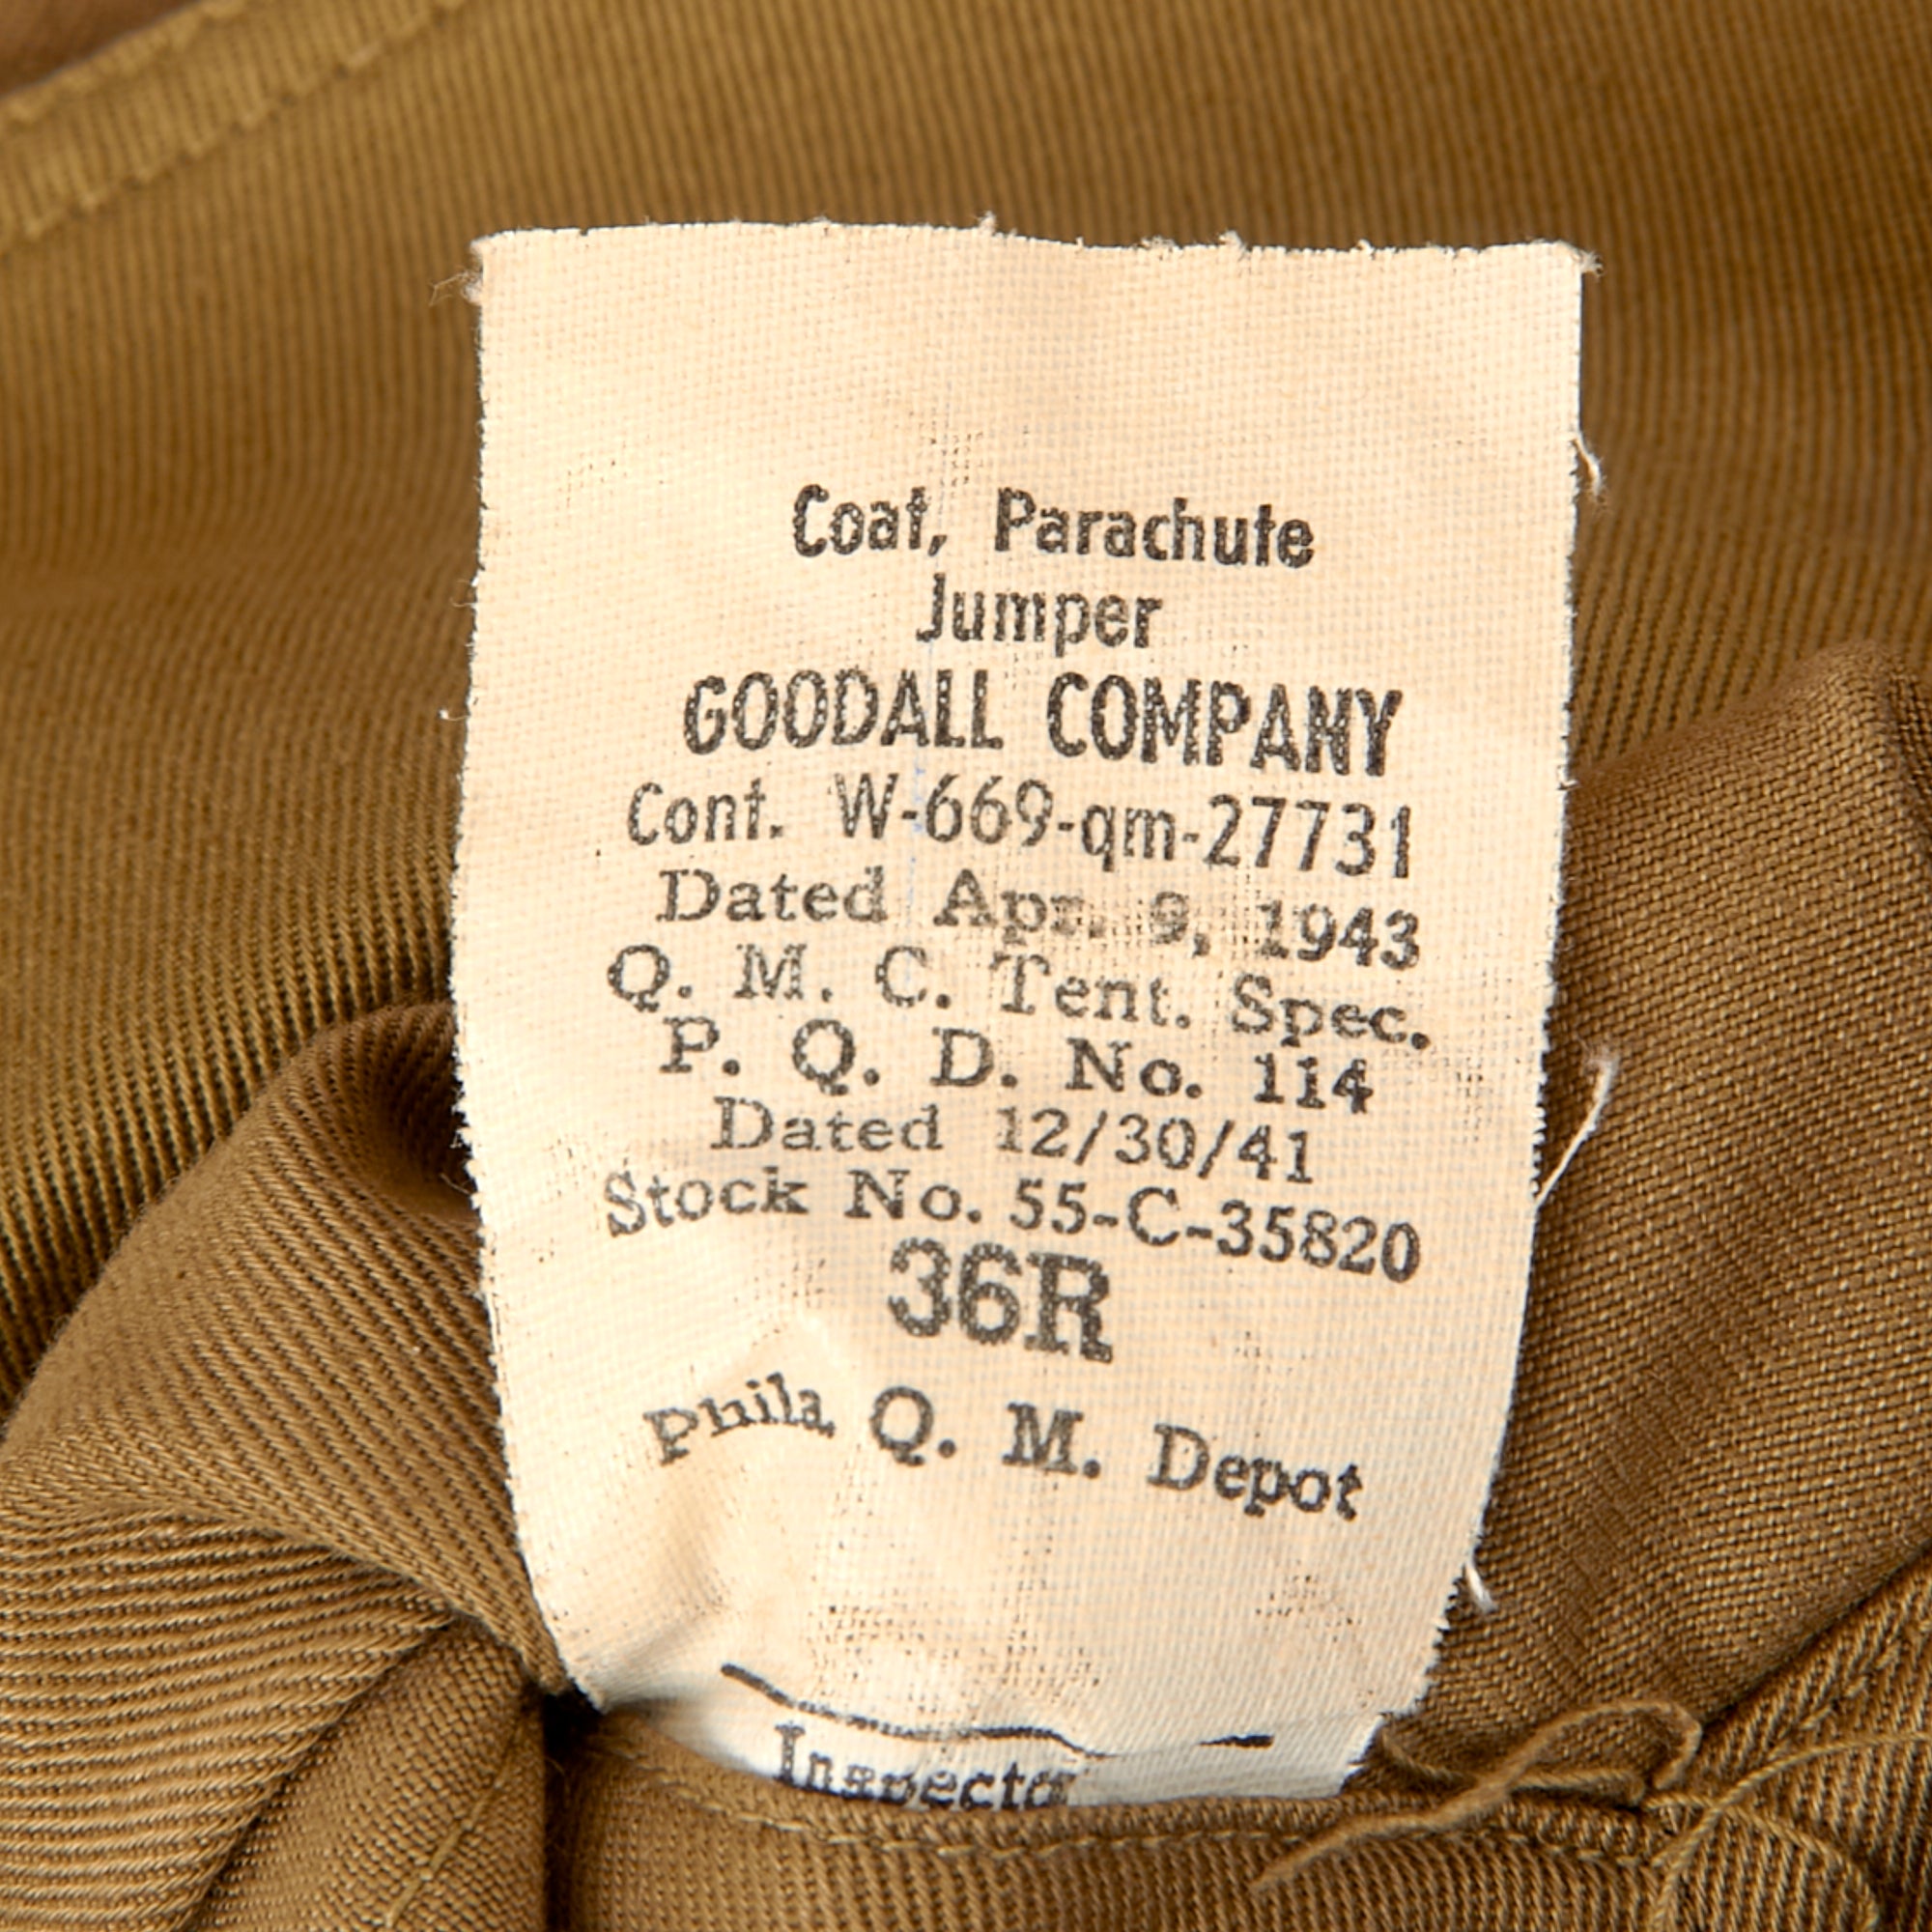 Coat, Parachute
Jumper
GOODALL COMPANY
Cont. W-669-qm-27731
Dated Apr. 9, 1943
Q. M. C. Tent. Spec.
P. Q. D. No. 114
Dated 12/30/41
Stock No. 55-C-35820
36R
Phila. Q. M. Depot